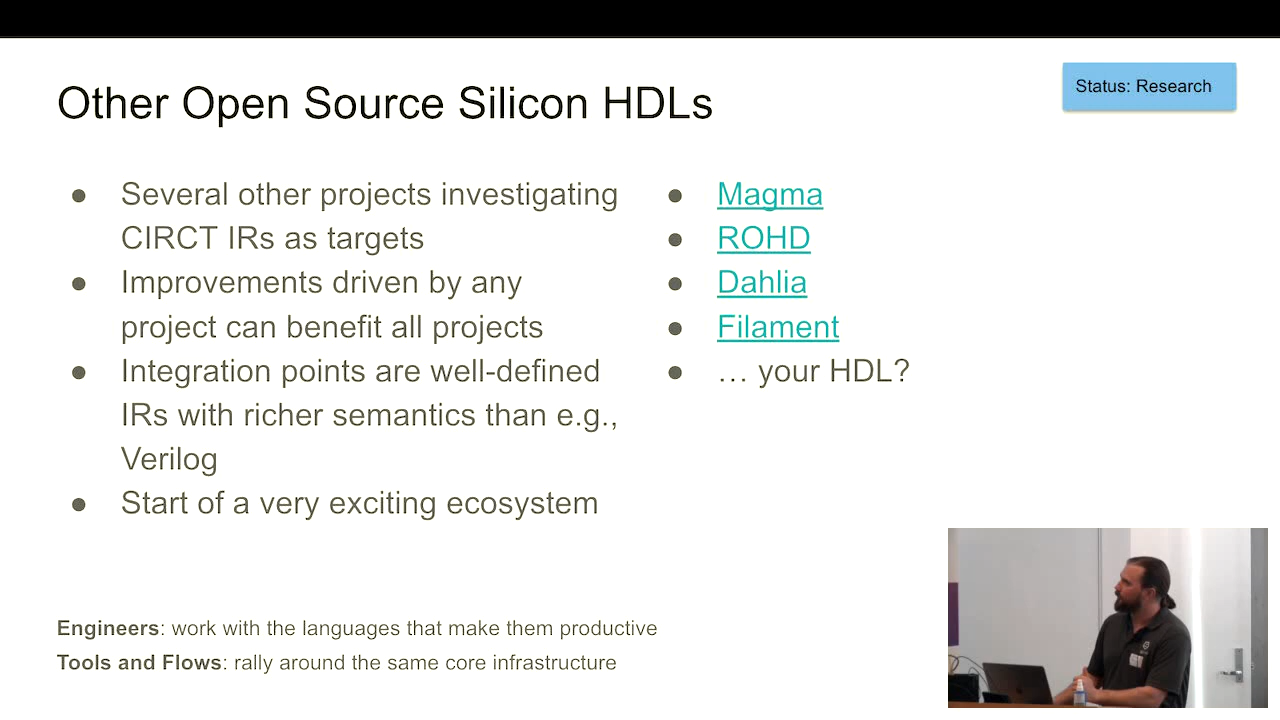 Other Open Source Silicon HDLs
Status: Research
● Several other projects investigating
CIRCT IRs as targets
● Improvements driven by any
project can benefit all projects
● Integration points are well-defined
IRs with richer semantics than e.g.,
Verilog
● Start of a very exciting ecosystem
● Magma
● ROHD
● Dahlia
● Filament
● … your HDL?
Engineers: work with the languages that make them productive
Tools and Flows: rally around the same core infrastructure